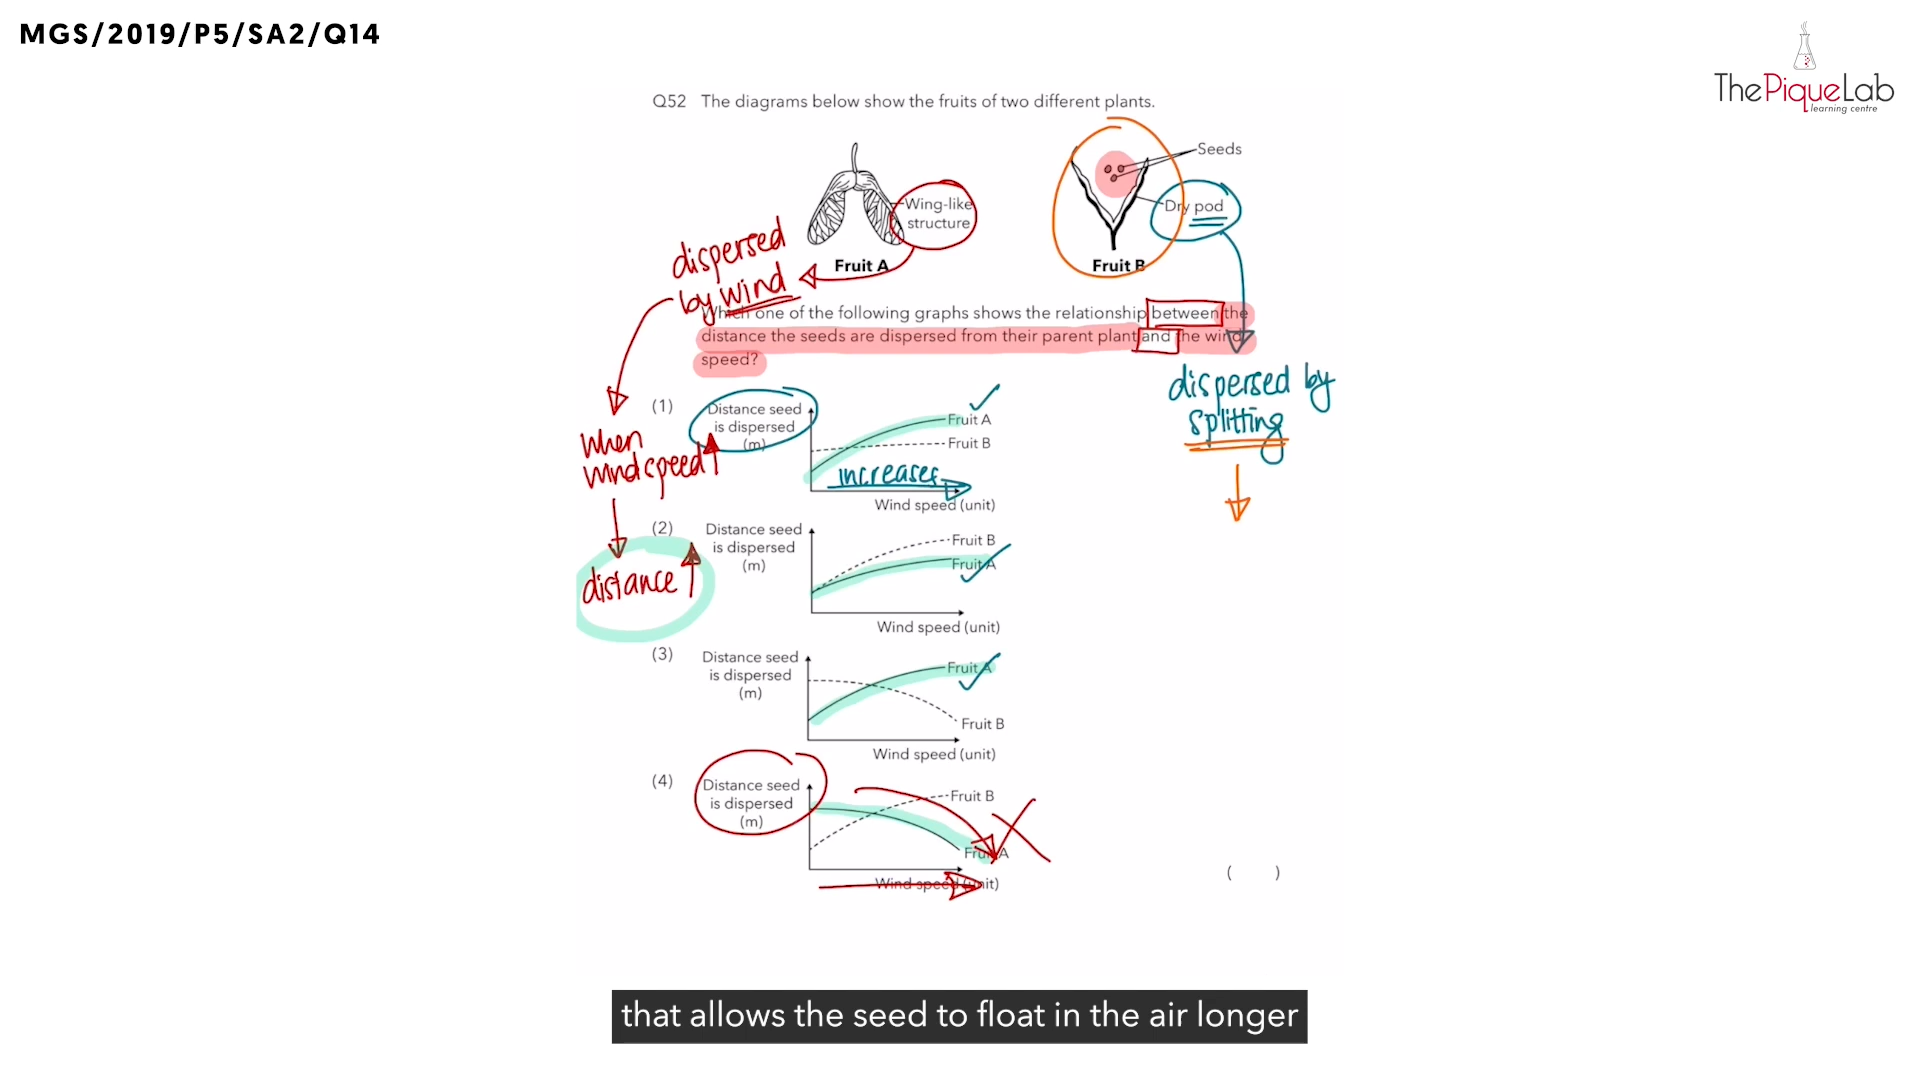 MGS/2019/P5/SA2/Q14
ThePiqueLab
learning centre
Q52 The diagrams below show the fruits of two different plants.
Seeds
Wing-like
structure
Dry pod
Fruit A
Fruit B
dispersed
by wind
Which one of the following graphs shows the relationship between the
distance the seeds are dispersed from their parent plant and the wind
speed?
dispersed by
splitting
when
wind speed
distance
(1)
Distance seed
is dispersed
(m)
Fruit A
Fruit B
increases
Wind speed (unit)
(2)
Distance seed
is dispersed
(m)
Fruit B
Fruit A
Wind speed (unit)
(3)
Distance seed
is dispersed
(m)
Fruit A
Fruit B
Wind speed (unit)
(4)
Distance seed
is dispersed
(m)
Fruit B
Fruit A
Wind speed (unit)
( )
that allows the seed to float in the air longer